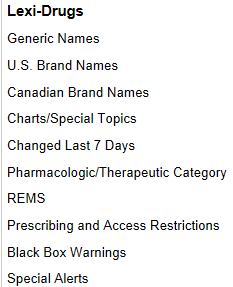 Lexi-Drugs
Generic Names
U.S. Brand Names
Canadian Brand Names
Charts/Special Topics
Changed Last 7 Days
Pharmacologic/Therapeutic Category
REMS
Prescribing and Access Restrictions
Black Box Warnings
Special Alerts